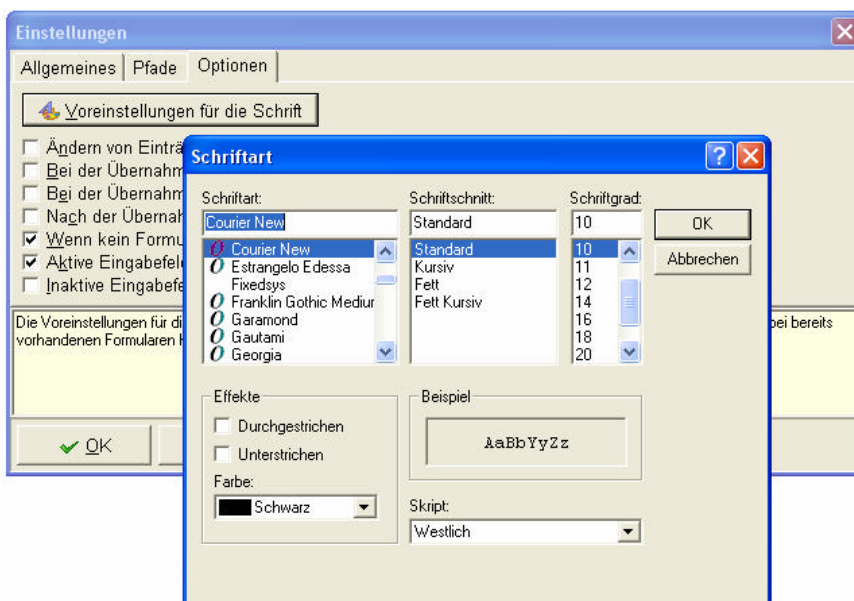 Einstellungen
Allgemeines
Pfade
Optionen
Voreinstellungen für die Schrift
Ändern von Einträ
Bei der Übernahm
Bei der Übernahm
Nach der Übernah
Wenn kein Formu
Aktive Eingabefel
Inaktive Eingabefe
Die Voreinstellungen für di
bei bereits
vorhandenen Formularen
OK
Schriftart
Schriftart:
Courier New
Courier New
Estrangelo Edessa
Fixedsys
Franklin Gothic Medium
Garamond
Gautami
Georgia
Schriftschnitt:
Standard
Standard
Kursiv
Fett
Fett Kursiv
Schriftgrad:
10
10
11
12
14
16
18
20
OK
Abbrechen
Effekte
Durchgestrichen
Unterstrichen
Farbe:
Schwarz
Beispiel
AaBbYyZz
Skript:
Westlich